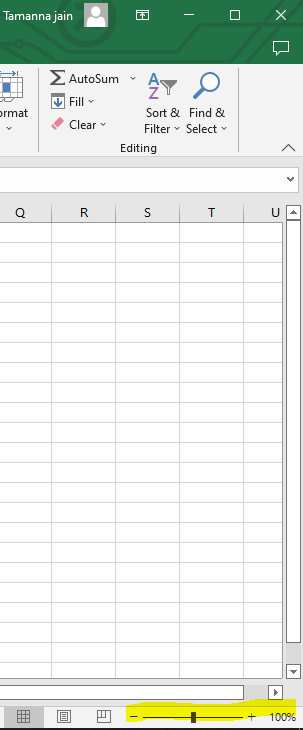 Tamanna jain
ormat
AutoSum
Fill
Clear
Sort &
Filter
Find &
Select
Editing
Q R S T U
100%